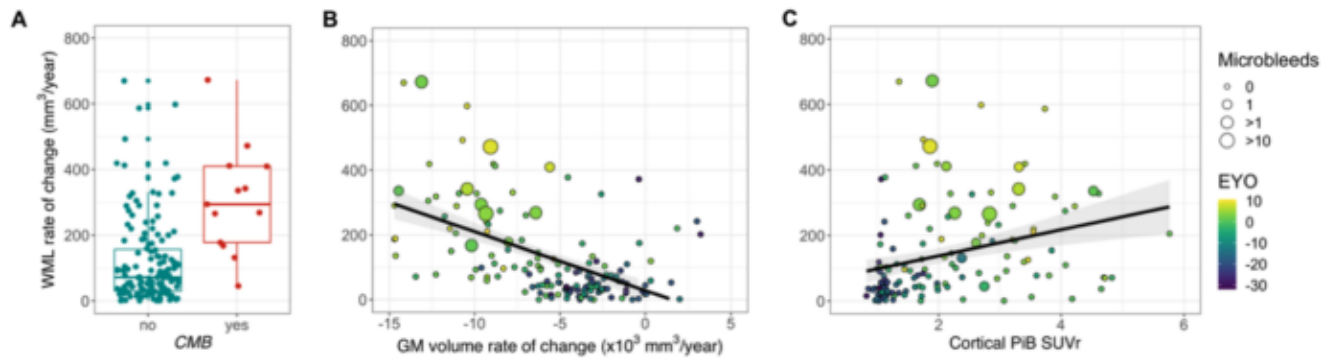 A
B
C
WML rate of change (mm³/year)
800
600
400
200
0
no
yes
CMB
800
600
400
200
0
-15
-10
-5
0
5
GM volume rate of change (x10³ mm³/year)
800
600
400
200
0
2
4
6
Cortical PiB SUVr
Microbleeds
0
1
>1
>10
EYO
10
0
-10
-20
-30